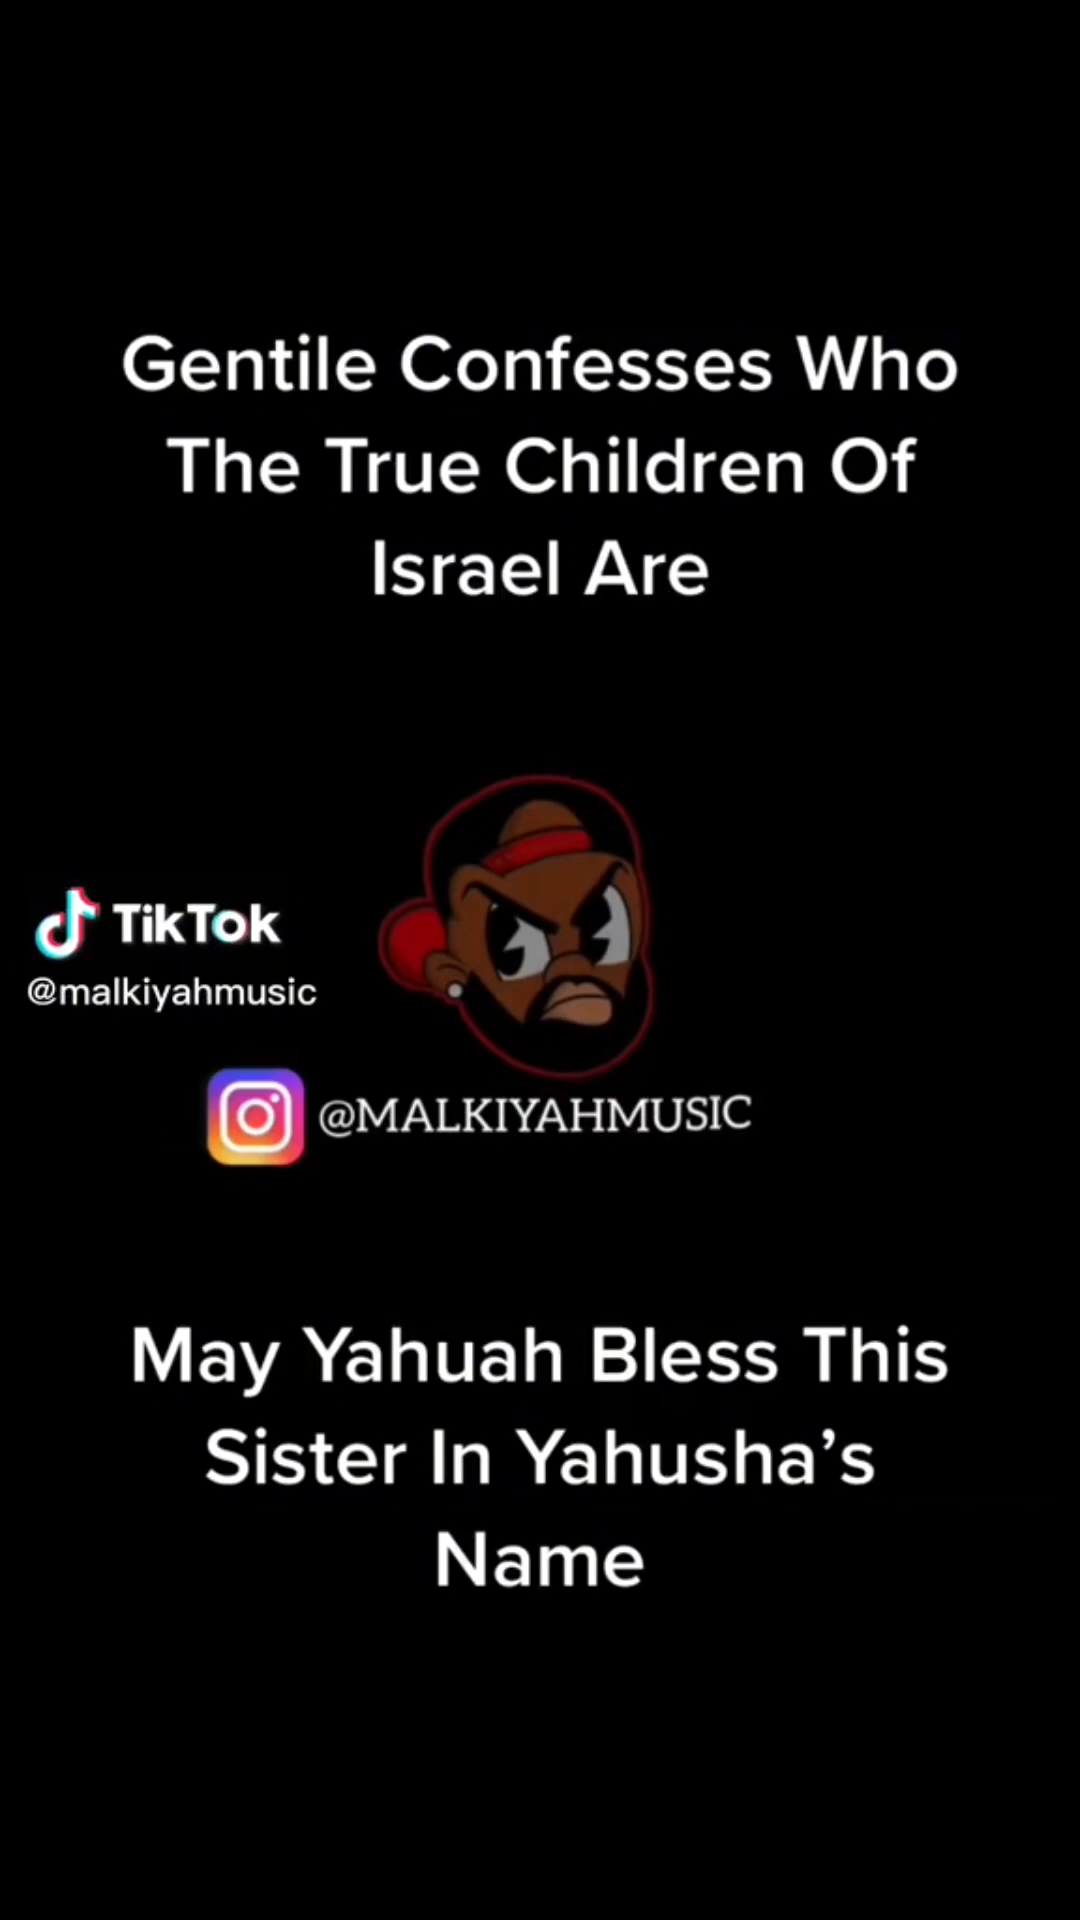 Gentile Confesses Who
The True Children Of
Israel Are
TikTok
@malkiyahmusic
@MALKIYAHMUSIC
May Yahuah Bless This
Sister In Yahusha’s
Name